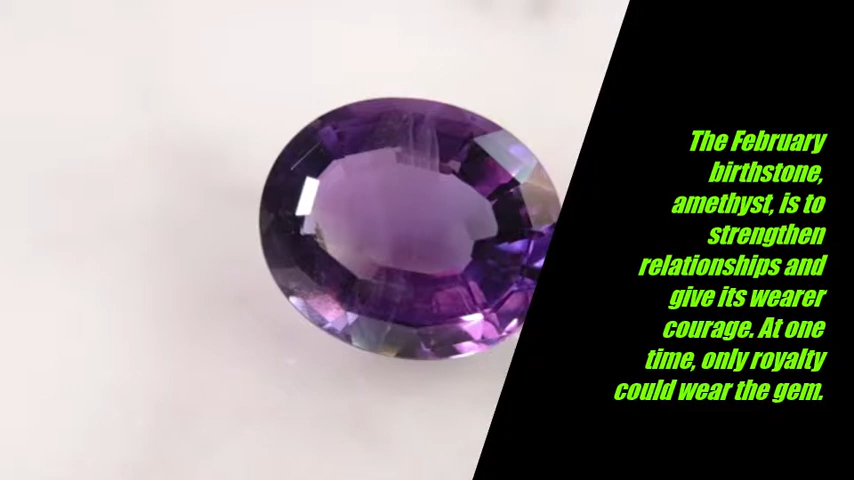 The February
birthstone,
amethyst, is to
strengthen
relationships and
give its wearer
courage. At one
time, only royalty
could wear the gem.